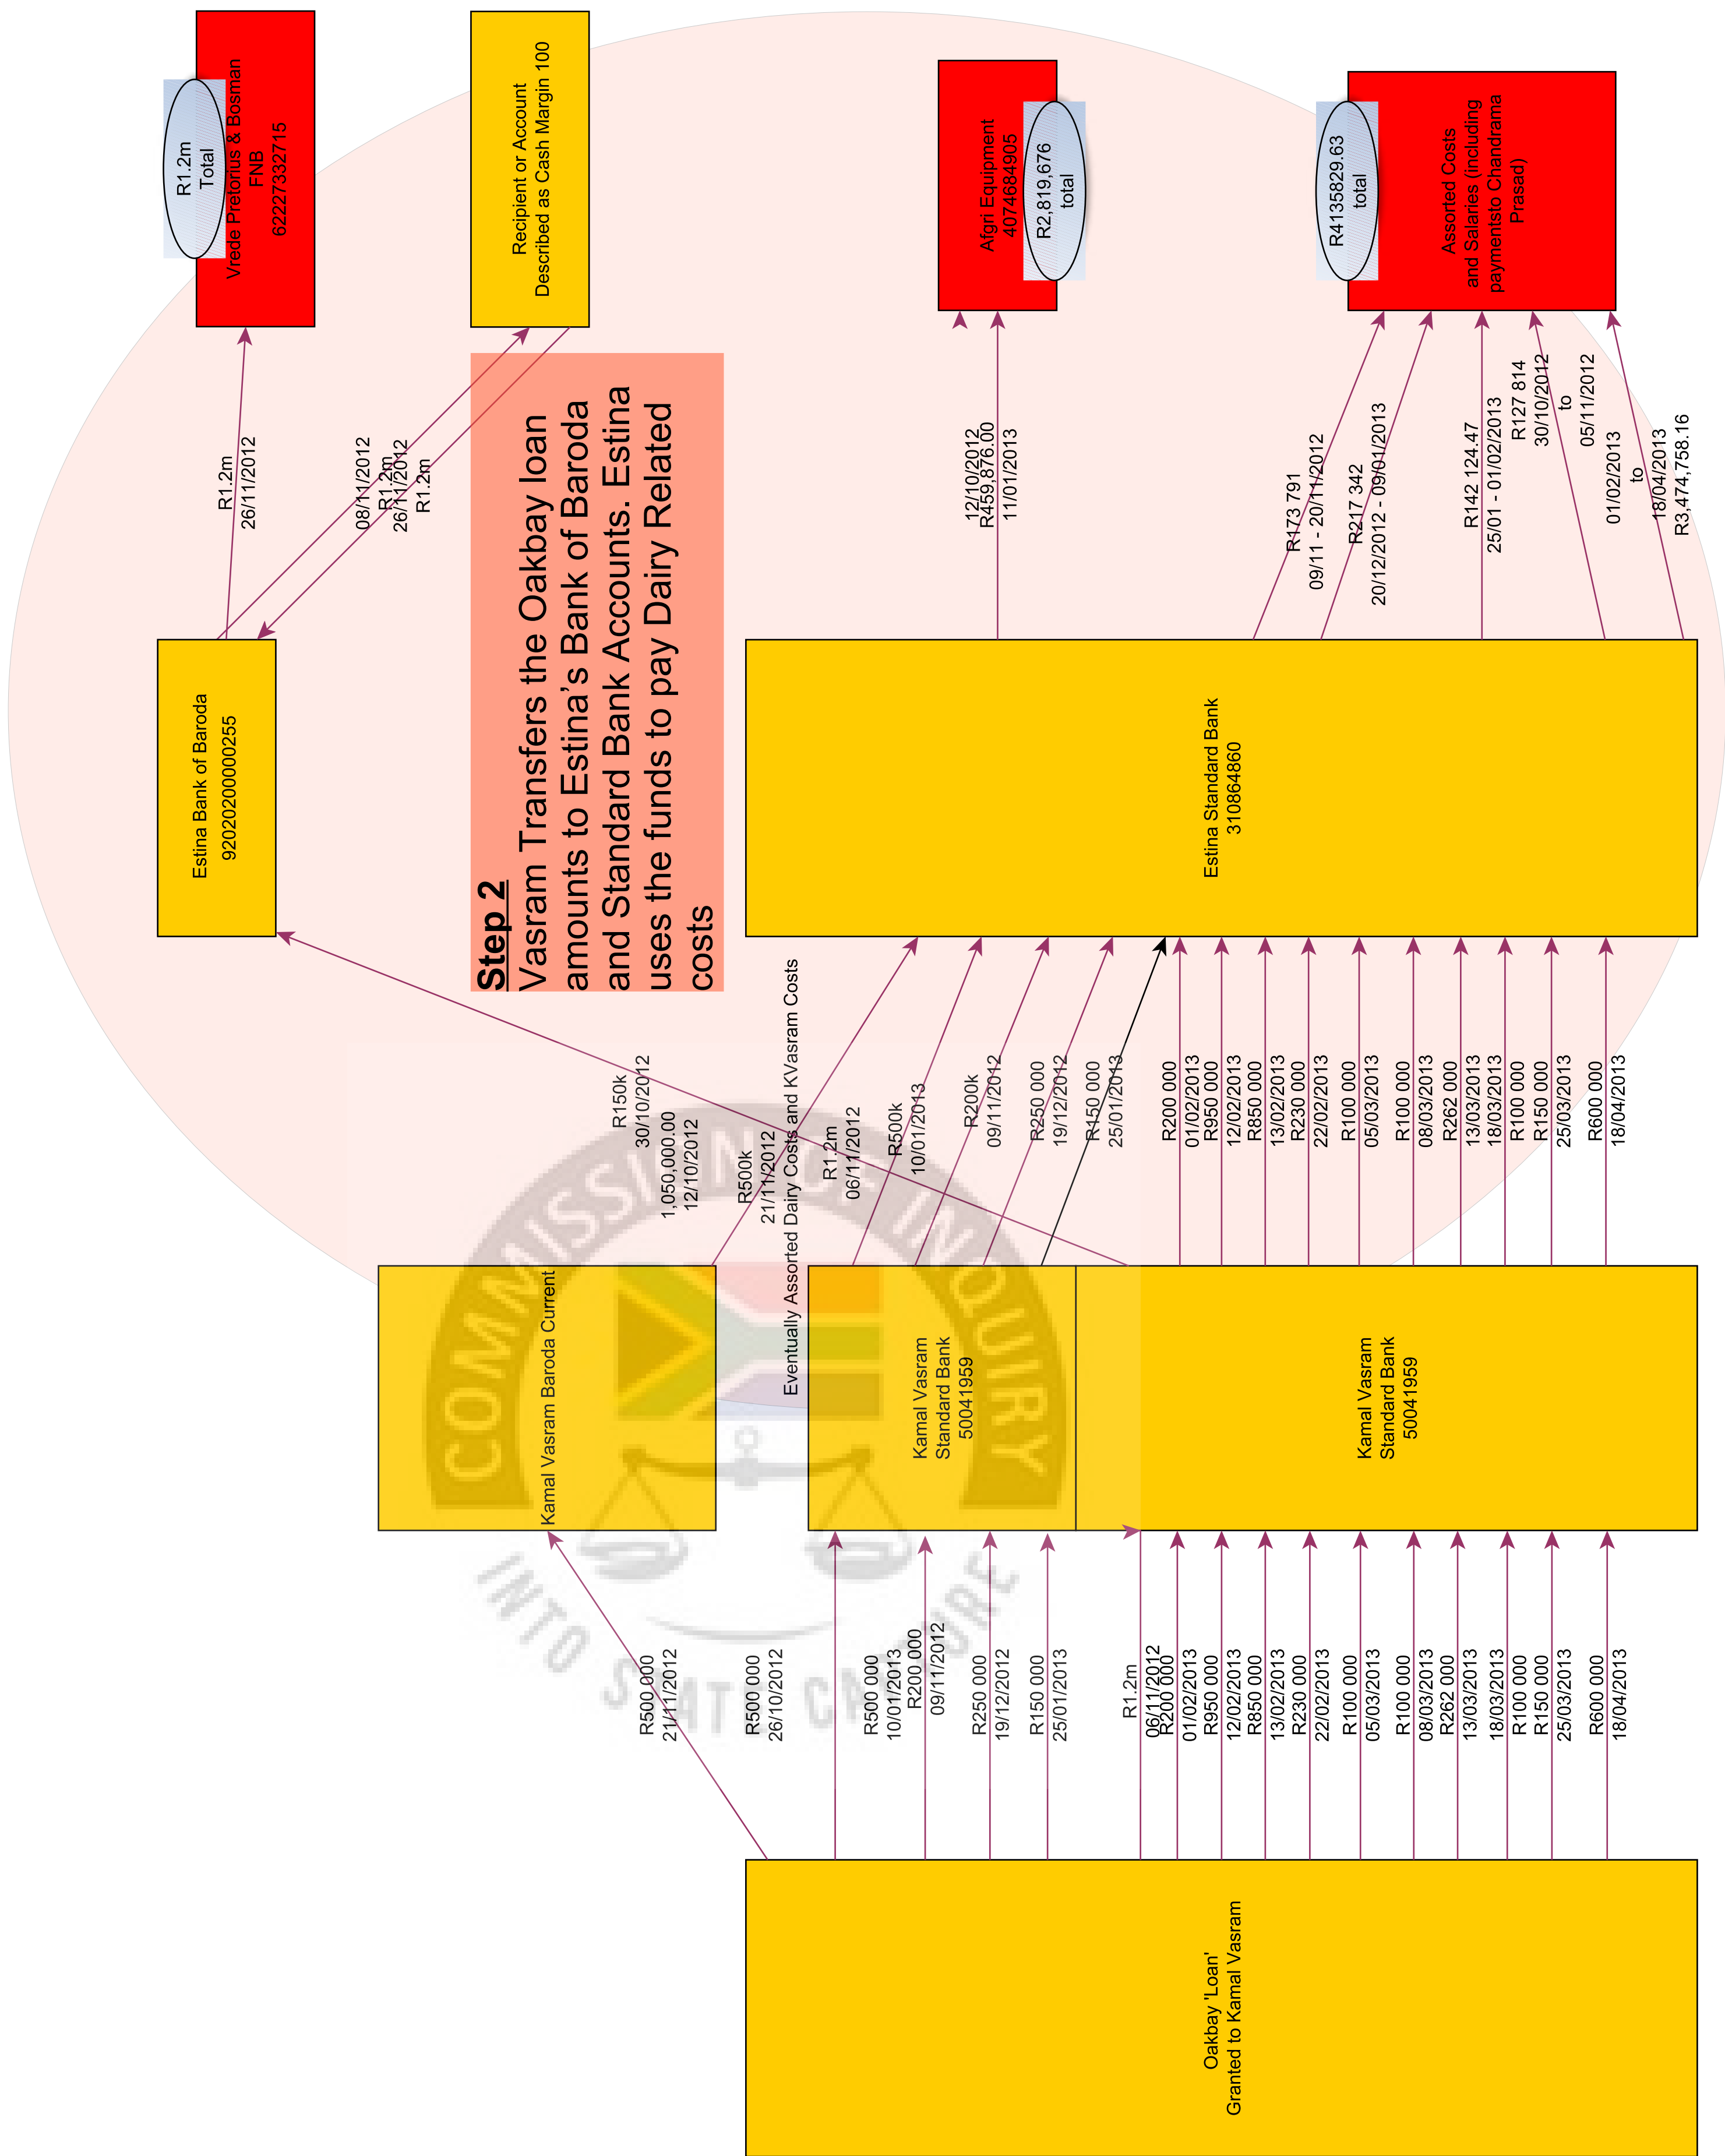 Oakbay 'Loan'
Granted to Kamal Vasram
R500 000
21/11/2012
R500 000
26/10/2012
R500 000
10/01/2013
R200 000
09/11/2012
R250 000
19/12/2012
R150 000
25/01/2013
R1.2m
06/11/2012
R200 000
01/02/2013
R950 000
12/02/2013
R850 000
13/02/2013
R230 000
22/02/2013
R100 000
05/03/2013
R100 000
08/03/2013
R262 000
13/03/2013
18/03/2013
R100 000
R150 000
25/03/2013
R600 000
18/04/2013
Kamal Vasram Baroda Current
Kamal Vasram
Standard Bank
50041959
Kamal Vasram
Standard Bank
50041959
COMMISSION OF INQUIRY
INTO STATE CAPTURE
R150k
30/10/2012
1,050,000.00
12/10/2012
R500k
21/11/2012
Eventually Assorted Dairy Costs and KVasram Costs
R1.2m
06/11/2012
R500k
10/01/2013
R200k
09/11/2012
R250 000
19/12/2012
R150 000
25/01/2013
R200 000
01/02/2013
R950 000
12/02/2013
R850 000
13/02/2013
R230 000
22/02/2013
R100 000
05/03/2013
R100 000
08/03/2013
R262 000
13/03/2013
18/03/2013
R100 000
R150 000
25/03/2013
R600 000
18/04/2013
Estina Bank of Baroda
92020200000255
Step 2
Vasram Transfers the Oakbay loan
amounts to Estina’s Bank of Baroda
and Standard Bank Accounts. Estina
uses the funds to pay Dairy Related
costs
Estina Standard Bank
310864860
R1.2m
26/11/2012
08/11/2012
R1.2m
26/11/2012
R1.2m
12/10/2012
R459,876.00
11/01/2013
R173 791
09/11 - 20/11/2012
R217 342
20/12/2012 - 09/01/2013
R142 124.47
25/01 - 01/02/2013
R127 814
30/10/2012
to
05/11/2012
01/02/2013
to
18/04/2013
R3,474,758.16
R1.2m
Total
Vrede Pretorius & Bosman
FNB
62227332715
Recipient or Account
Described as Cash Margin 100
Afgri Equipment
4074684905
R2,819,676
total
R4135829.63
total
Assorted Costs
and Salaries (including
paymentsto Chandrama
Prasad)